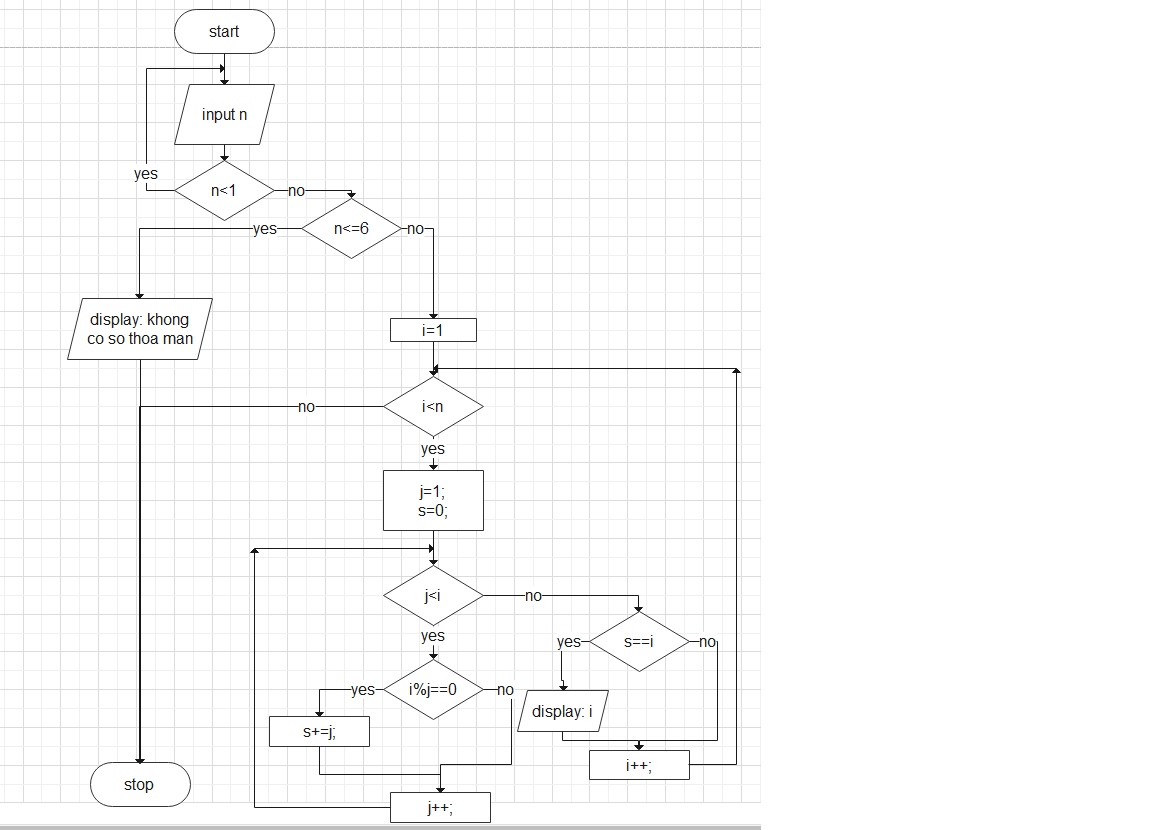 start
input n
yes
n<1
no
yes
n<=6
no
display: khong
co so thoa man
i=1
no
i<n
yes
j=1;
s=0;
j<i
no
yes
yes
s==i
no
yes
i%j==0
no
display: i
s+=j;
i++;
stop
j++;